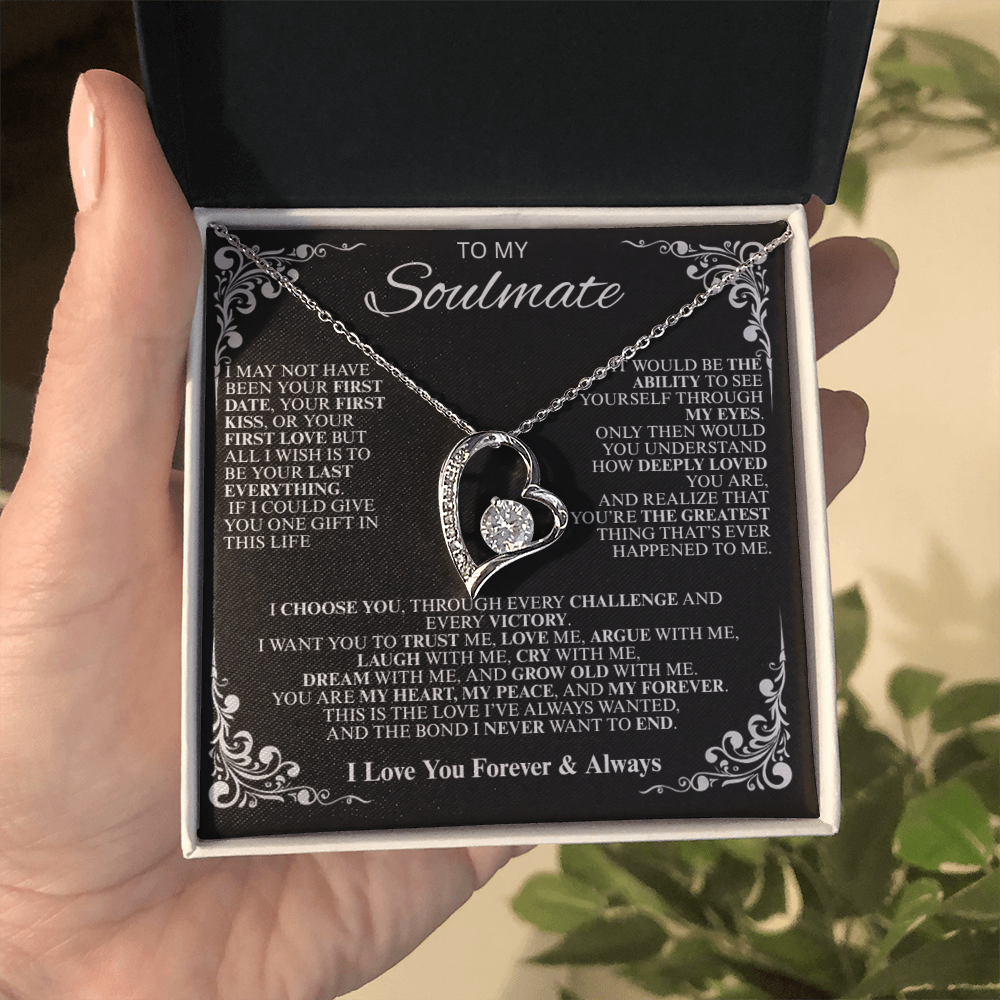 TO MY
Soulmate
I MAY NOT HAVE
BEEN YOUR FIRST
DATE, YOUR FIRST
KISS, OR YOUR
FIRST LOVE BUT
ALL I WISH IS TO
BE YOUR LAST
EVERYTHING.
IF I COULD GIVE
YOU ONE GIFT IN
THIS LIFE
IT WOULD BE THE
ABILITY TO SEE
YOURSELF THROUGH
MY EYES.
ONLY THEN WOULD
YOU UNDERSTAND
HOW DEEPLY LOVED
YOU ARE,
AND REALIZE THAT
YOU'RE THE GREATEST
THING THAT'S EVER
HAPPENED TO ME.
I CHOOSE YOU, THROUGH EVERY CHALLENGE AND
EVERY VICTORY.
I WANT YOU TO TRUST ME, LOVE ME, ARGUE WITH ME,
LAUGH WITH ME, CRY WITH ME,
DREAM WITH ME, AND GROW OLD WITH ME.
YOU ARE MY HEART, MY PEACE, AND MY FOREVER.
THIS IS THE LOVE I'VE ALWAYS WANTED,
AND THE BOND I NEVER WANT TO END.
I Love You Forever & Always